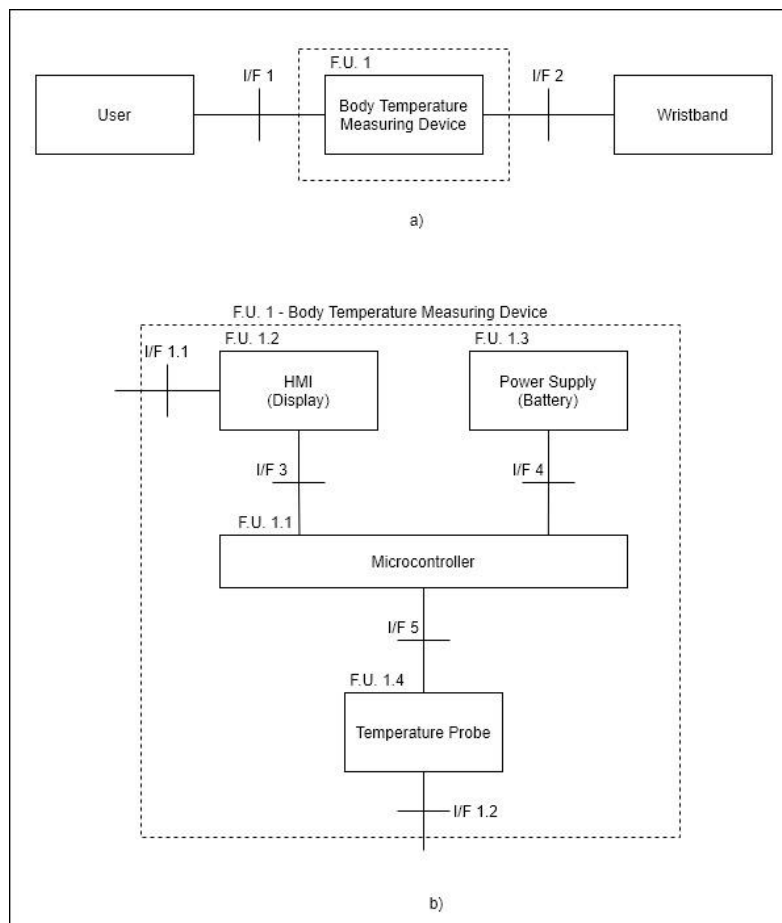 F.U. 1
I/F 1
I/F 2
User
Body Temperature
Measuring Device
Wristband
a)
F.U. 1 - Body Temperature Measuring Device
I/F 1.1
F.U. 1.2
F.U. 1.3
HMI
(Display)
Power Supply
(Battery)
I/F 3
I/F 4
F.U. 1.1
Microcontroller
I/F 5
F.U. 1.4
Temperature Probe
I/F 1.2
b)